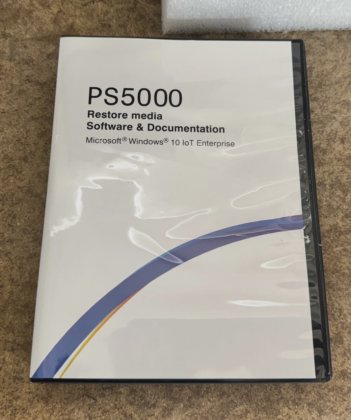 PS5000
Restore media
Software & Documentation
Microsoft® Windows® 10 IoT Enterprise